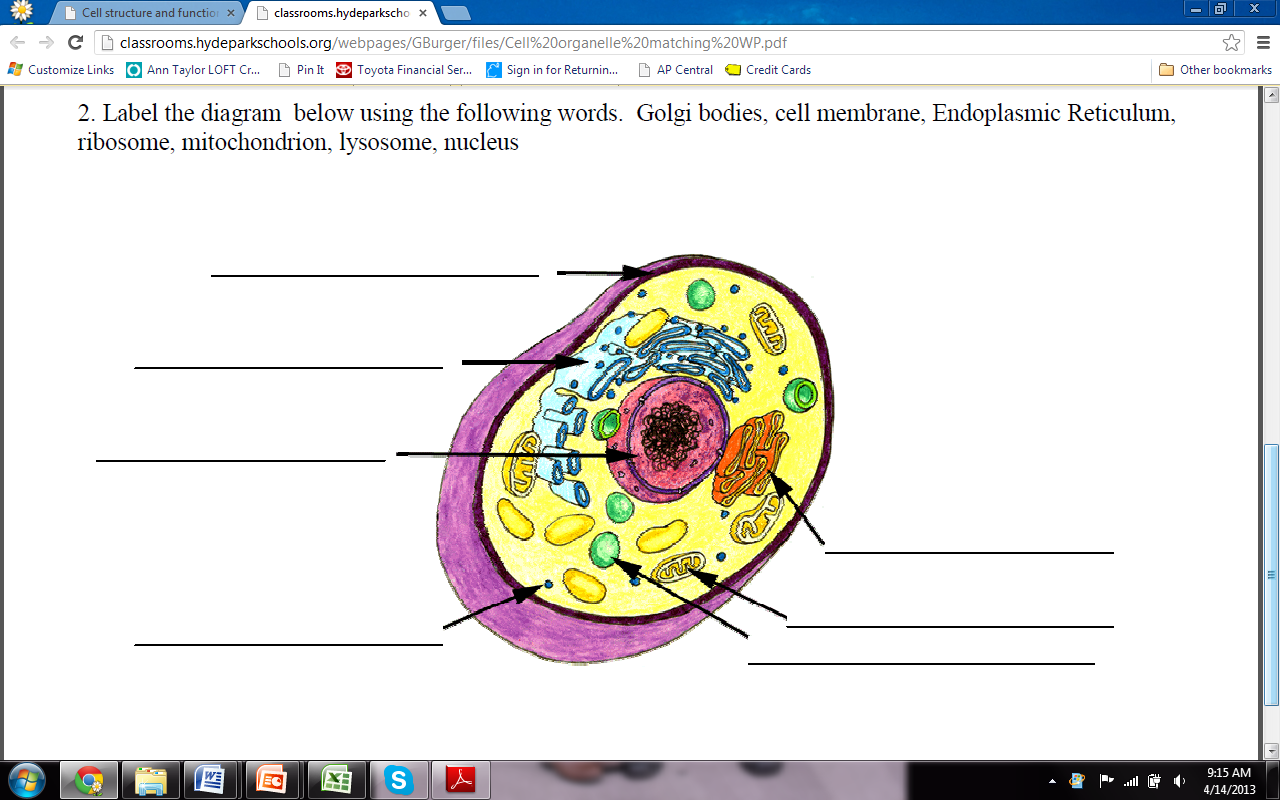 Cell structure and functio
classrooms.hydeparkscho
classrooms.hydeparkschools.org/webpages/GBurger/files/Cell%20organelle%20matching%20WP.pdf
Customize Links Ann Taylor LOFT Cr... Pin It Toyota Financial Ser... Sign in for Returnin... AP Central Credit Cards Other bookmarks
2. Label the diagram below using the following words. Golgi bodies, cell membrane, Endoplasmic Reticulum,
ribosome, mitochondrion, lysosome, nucleus
9:15 AM
4/14/2013